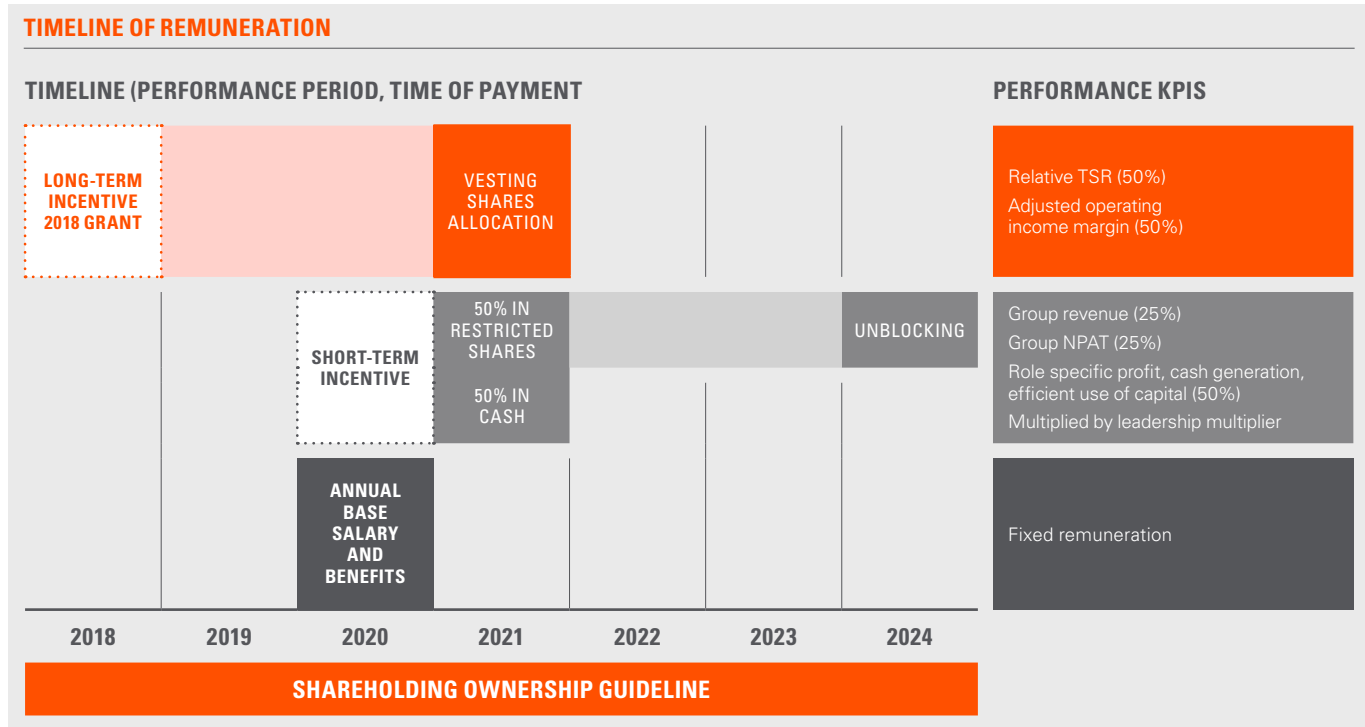 TIMELINE OF REMUNERATION
TIMELINE (PERFORMANCE PERIOD, TIME OF PAYMENT
PERFORMANCE KPIS
LONG-TERM
INCENTIVE
2018 GRANT
VESTING
SHARES
ALLOCATION
Relative TSR (50%)
Adjusted operating
income margin (50%)
SHORT-TERM
INCENTIVE
50% IN
RESTRICTED
SHARES
50% IN
CASH
UNBLOCKING
Group revenue (25%)
Group NPAT (25%)
Role specific profit, cash generation,
efficient use of capital (50%)
Multiplied by leadership multiplier
ANNUAL
BASE
SALARY
AND
BENEFITS
Fixed remuneration
2018 2019 2020 2021 2022 2023 2024
SHAREHOLDING OWNERSHIP GUIDELINE